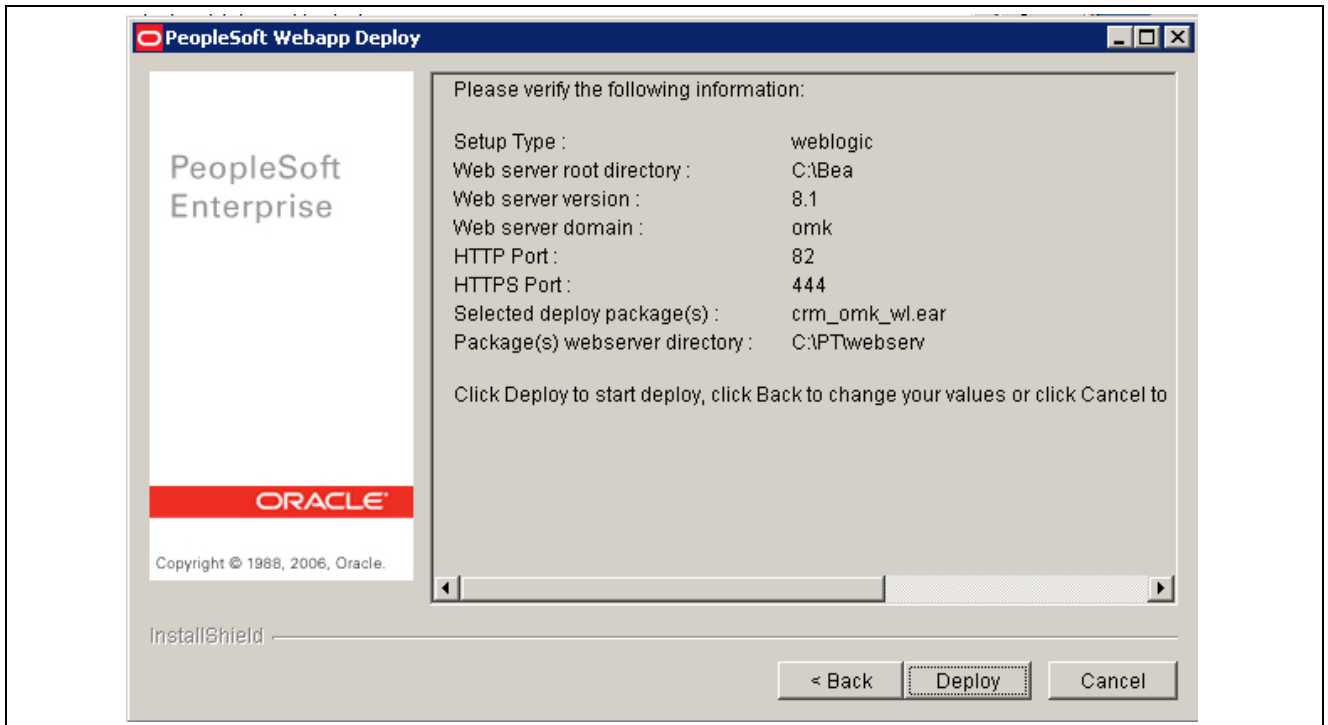 PeopleSoft Webapp Deploy
PeopleSoft
Enterprise
ORACLE
Copyright © 1988, 2006, Oracle.
Please verify the following information:
Setup Type : weblogic
Web server root directory : C:\Bea
Web server version : 8.1
Web server domain : omk
HTTP Port : 82
HTTPS Port : 444
Selected deploy package(s) : crm_omk_wl.ear
Package(s) webserver directory : C:\PT\webserv
Click Deploy to start deploy, click Back to change your values or click Cancel to
InstallShield
< Back Deploy Cancel